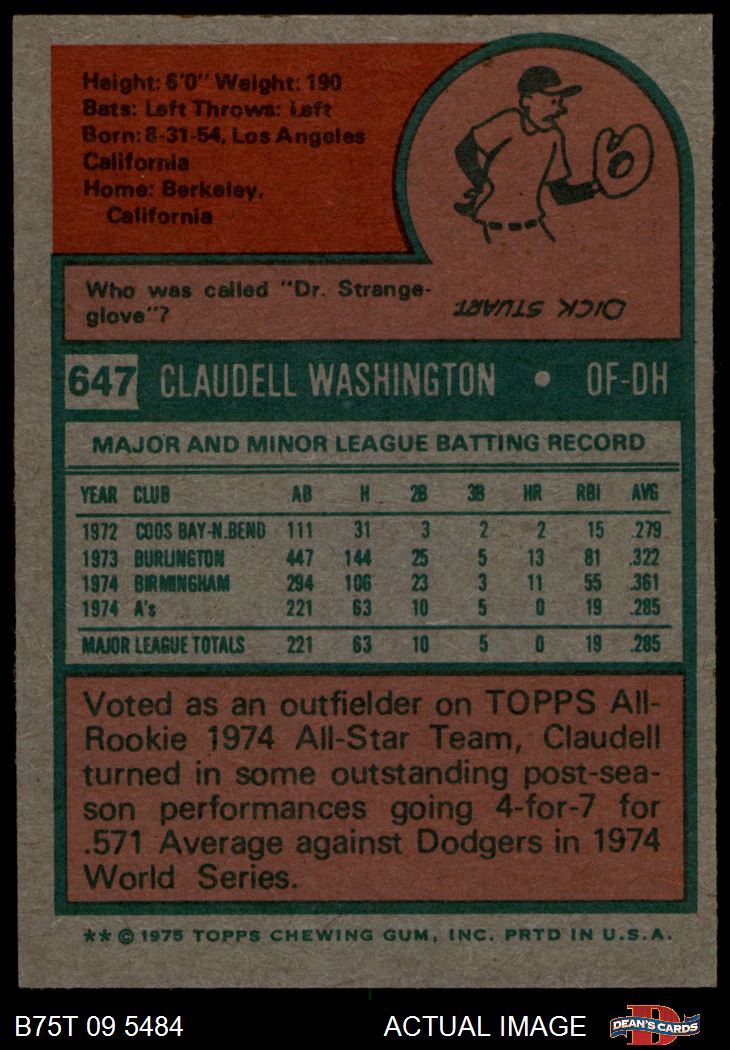 Height: 6'0" Weight: 190
Bats: Left Throws: Left
Born: 8-31-54, Los Angeles
California
Home: Berkeley,
California
Who was called "Dr. Strange-
glove"?
DICK STUART
647 CLAUDELL WASHINGTON • OF-DH
MAJOR AND MINOR LEAGUE BATTING RECORD
YEAR CLUB AB H 2B 3B HR RBI AVG
1972 COOS BAY-N.BEND 111 31 3 2 2 15 .279
1973 BURLINGTON 447 144 25 5 13 81 .322
1974 BIRMINGHAM 294 106 23 3 11 55 .361
1974 A's 221 63 10 5 0 19 .285
MAJOR LEAGUE TOTALS 221 63 10 5 0 19 .285
Voted as an outfielder on TOPPS All-
Rookie 1974 All-Star Team, Claudell
turned in some outstanding post-sea-
son performances going 4-for-7 for
.571 Average against Dodgers in 1974
World Series.
** © 1975 TOPPS CHEWING GUM, INC. PRTD IN U.S.A.
B75T 09 5484 ACTUAL IMAGE DEAN'S CARDS